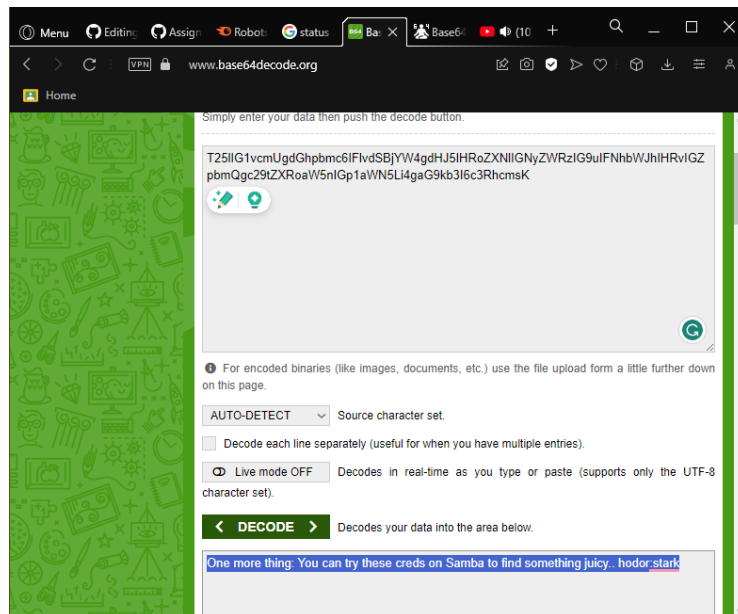 Menu Editing Assign Robots Google status Bas Base64 (10
VPN www.base64decode.org
Home
Simply enter your data then push the decode button.
T25lIG1vcmUgdGhpbmc6IFlvdSBjYW4gdHJ5IHRoZXNlIGNyZWRzIG9uIFNhbWJhIHRvIGZ
pbmQgc29tZXRoaW5nIGp1aWN5Li4gaG9kb3I6c3RhcmsK
For encoded binaries (like images, documents, etc.) use the file upload form a little further down
on this page.
AUTO-DETECT Source character set.
Decode each line separately (useful for when you have multiple entries).
Live mode OFF Decodes in real-time as you type or paste (supports only the UTF-8
character set).
< DECODE > Decodes your data into the area below.
One more thing: You can try these creds on Samba to find something juicy.. hodor:stark